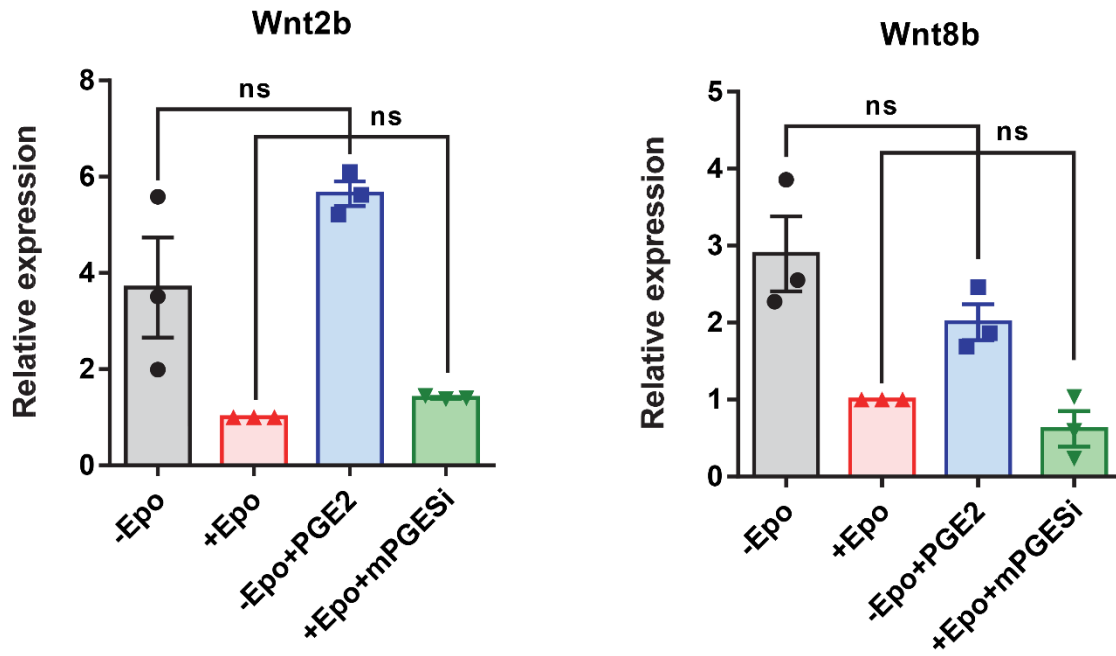 Wnt2b
Relative expression
8
6
4
2
0
ns
ns
-Epo
+Epo
-Epo+PGE2
+Epo+mPGESi
Wnt8b
Relative expression
5
4
3
2
1
0
ns
ns
-Epo
+Epo
-Epo+PGE2
+Epo+mPGESi